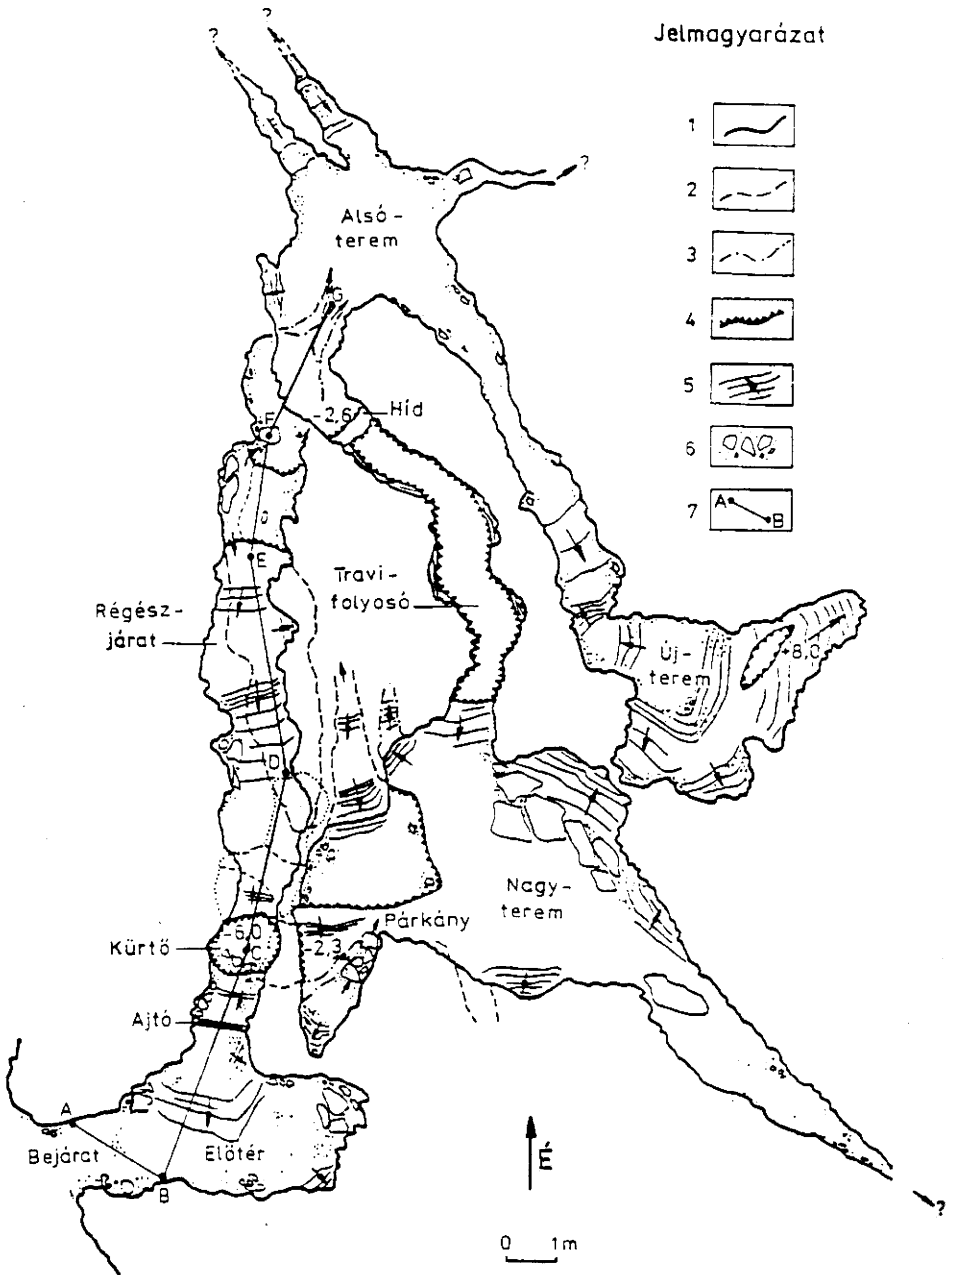 Jelmagyarázat
1
2
3
4
5
6
7
A
B
?
?
?
Alsó-
terem
G
F
-2,6
Híd
E
Travi-
folyosó
Régész-
járat
Új-
terem
+8,0
D
Nagy-
terem
Párkány
-6,0
C
-2,3
Kürtő
Ajtó
A
Bejárat
Előtér
B
É
?
0 1m